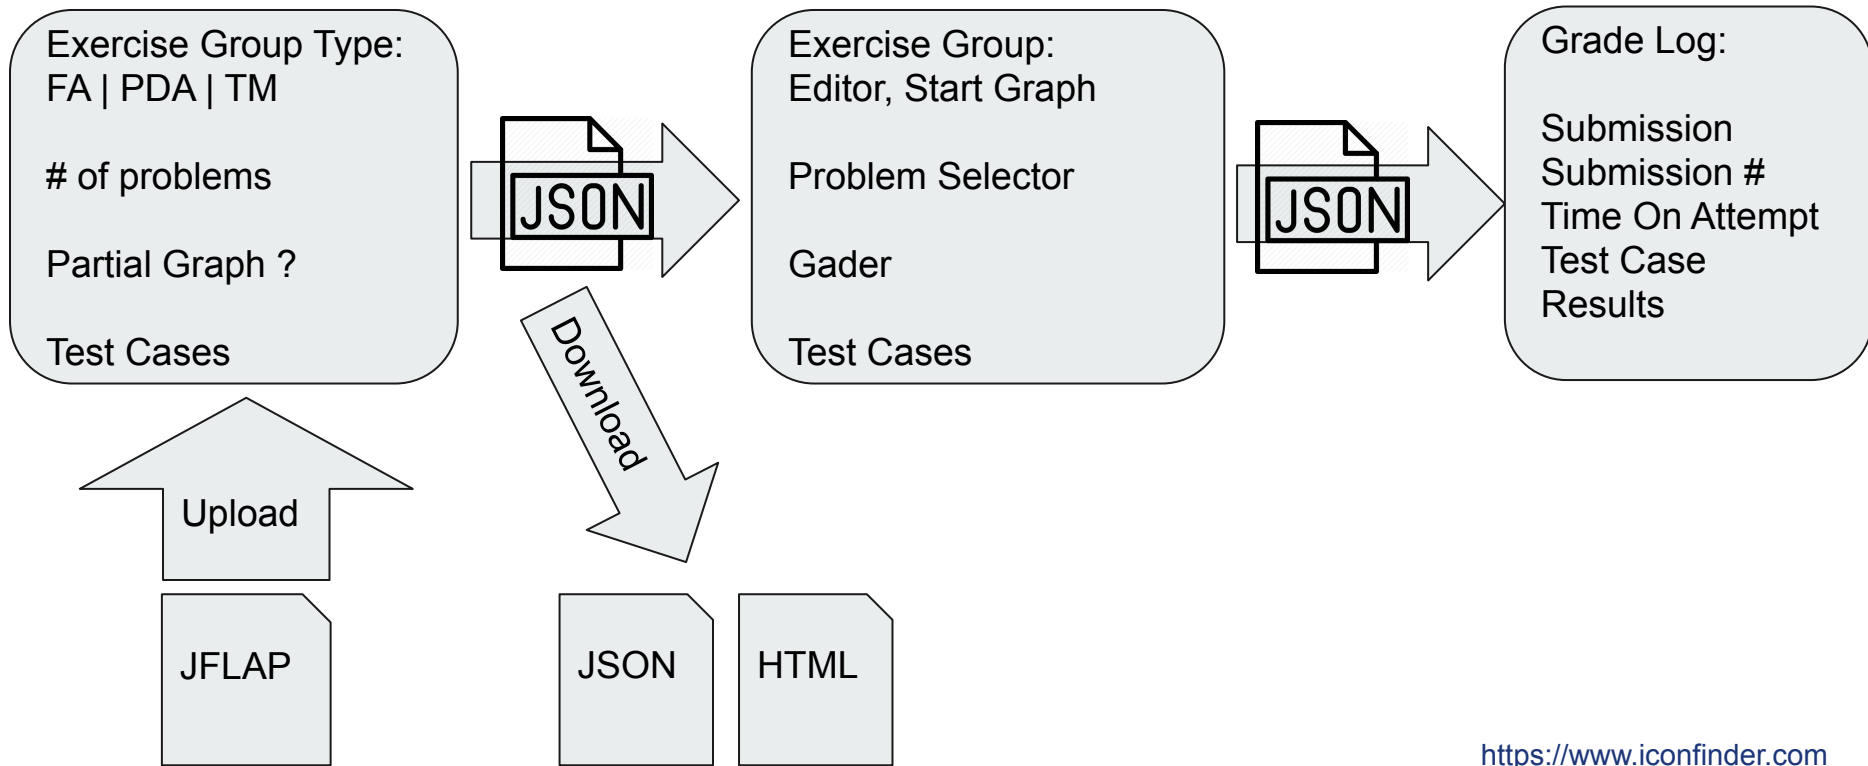 Exercise Group Type:
FA | PDA | TM
# of problems
Partial Graph ?
Test Cases
JSON
Exercise Group:
Editor, Start Graph
Problem Selector
Gader
Test Cases
JSON
Grade Log:
Submission
Submission #
Time On Attempt
Test Case
Results
Download
Upload
JFLAP
JSON
HTML
https://www.iconfinder.com